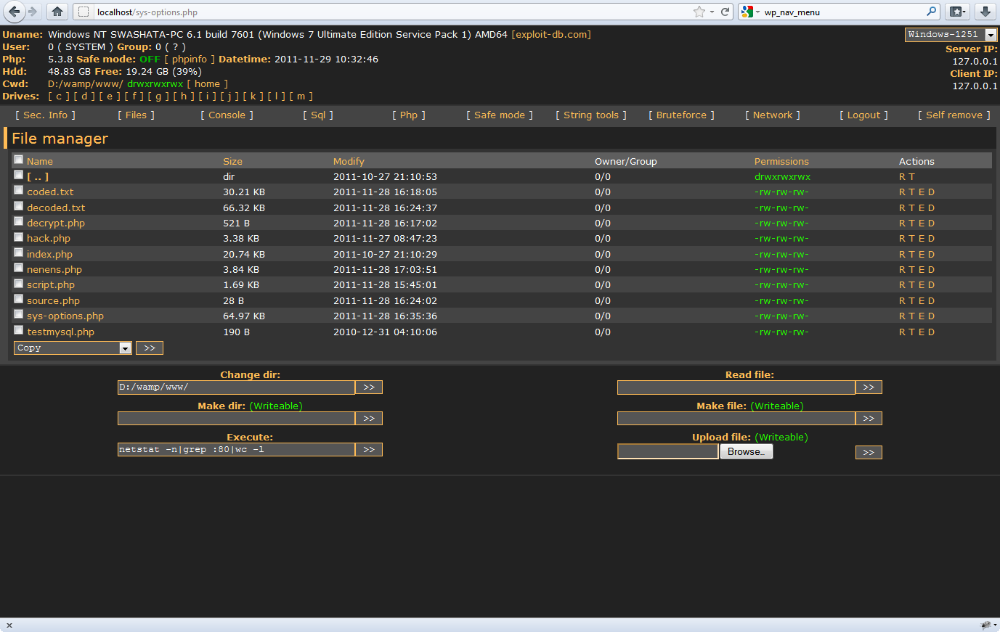 localhost/sys-options.php
wp_nav_menu
Uname: Windows NT SWASHATA-PC 6.1 build 7601 (Windows 7 Ultimate Edition Service Pack 1) AMD64 [exploit-db.com] Windows-1251
User: 0 ( SYSTEM ) Group: 0 ( ? ) Server IP:
Php: 5.3.8 Safe mode: OFF [ phpinfo ] Datetime: 2011-11-29 10:32:46 127.0.0.1
Hdd: 48.83 GB Free: 19.24 GB (39%) Client IP:
Cwd: D:/wamp/www/ drwxrwxrwx [ home ] 127.0.0.1
Drives: [ c ] [ d ] [ e ] [ f ] [ g ] [ h ] [ i ] [ j ] [ k ] [ l ] [ m ]
[ Sec. Info ] [ Files ] [ Console ] [ Sql ] [ Php ] [ Safe mode ] [ String tools ] [ Bruteforce ] [ Network ] [ Logout ] [ Self remove ]
File manager
Name Size Modify Owner/Group Permissions Actions
[ .. ] dir 2011-10-27 21:10:53 0/0 drwxrwxrwx R T
coded.txt 30.21 KB 2011-11-28 16:18:05 0/0 -rw-rw-rw- R T E D
decoded.txt 66.32 KB 2011-11-28 16:24:37 0/0 -rw-rw-rw- R T E D
decrypt.php 521 B 2011-11-28 16:17:02 0/0 -rw-rw-rw- R T E D
hack.php 3.38 KB 2011-11-27 08:47:23 0/0 -rw-rw-rw- R T E D
index.php 20.74 KB 2011-10-27 21:10:29 0/0 -rw-rw-rw- R T E D
nenens.php 3.84 KB 2011-11-28 17:03:51 0/0 -rw-rw-rw- R T E D
script.php 1.69 KB 2011-11-28 15:45:01 0/0 -rw-rw-rw- R T E D
source.php 28 B 2011-11-28 16:24:02 0/0 -rw-rw-rw- R T E D
sys-options.php 64.97 KB 2011-11-28 16:35:36 0/0 -rw-rw-rw- R T E D
testmysql.php 190 B 2010-12-31 04:10:06 0/0 -rw-rw-rw- R T E D
Copy >>
Change dir: Read file:
D:/wamp/www/ >> >>
Make dir: (Writeable) Make file: (Writeable)
>> >>
Execute: Upload file: (Writeable)
netstat -n|grep :80|wc -l >> Browse.. >>
x